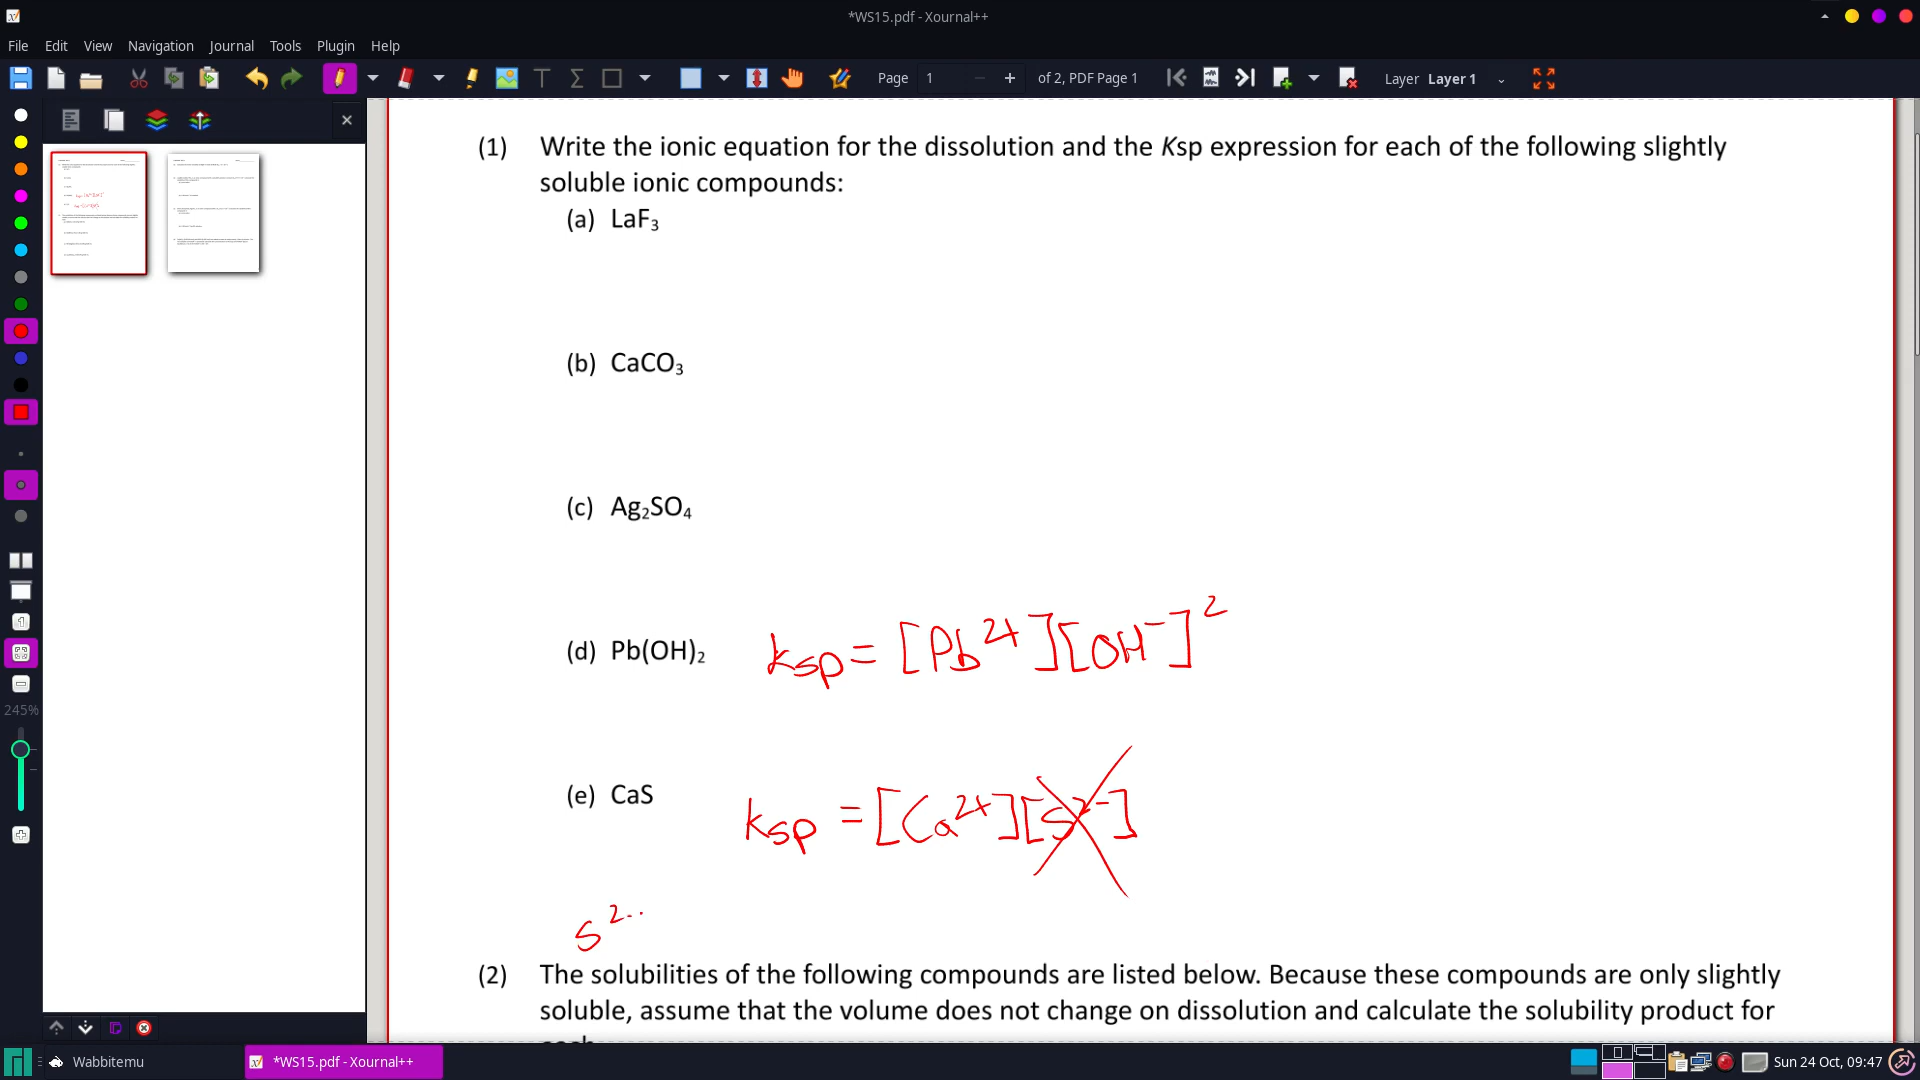 *WS15.pdf - Xournal++
File Edit View Navigation Journal Tools Plugin Help
Page 1 of 2, PDF Page 1 Layer Layer 1
(1) Write the ionic equation for the dissolution and the Ksp expression for each of the following slightly
soluble ionic compounds:
(a) LaF₃
(b) CaCO₃
(c) Ag₂SO₄
(d) Pb(OH)₂ ksp = [Pb²⁺][OH⁻]²
(e) CaS ksp = [Ca²⁺][S²⁻]
S²⁻
(2) The solubilities of the following compounds are listed below. Because these compounds are only slightly
soluble, assume that the volume does not change on dissolution and calculate the solubility product for
245%
Wabbitemu
*WS15.pdf - Xournal++
Sun 24 Oct, 09:47